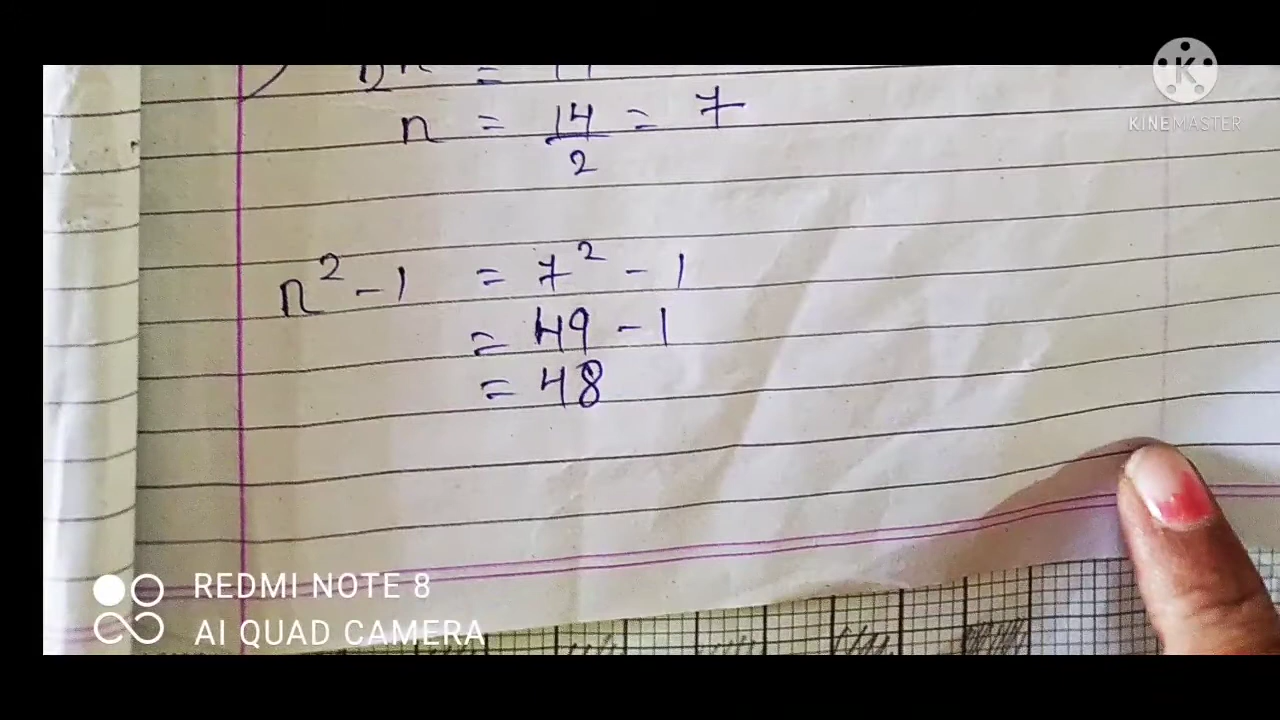 n = 14/2 = 7
KINEMASTER
n² - 1 = 7² - 1
= 49 - 1
= 48
REDMI NOTE 8
AI QUAD CAMERA